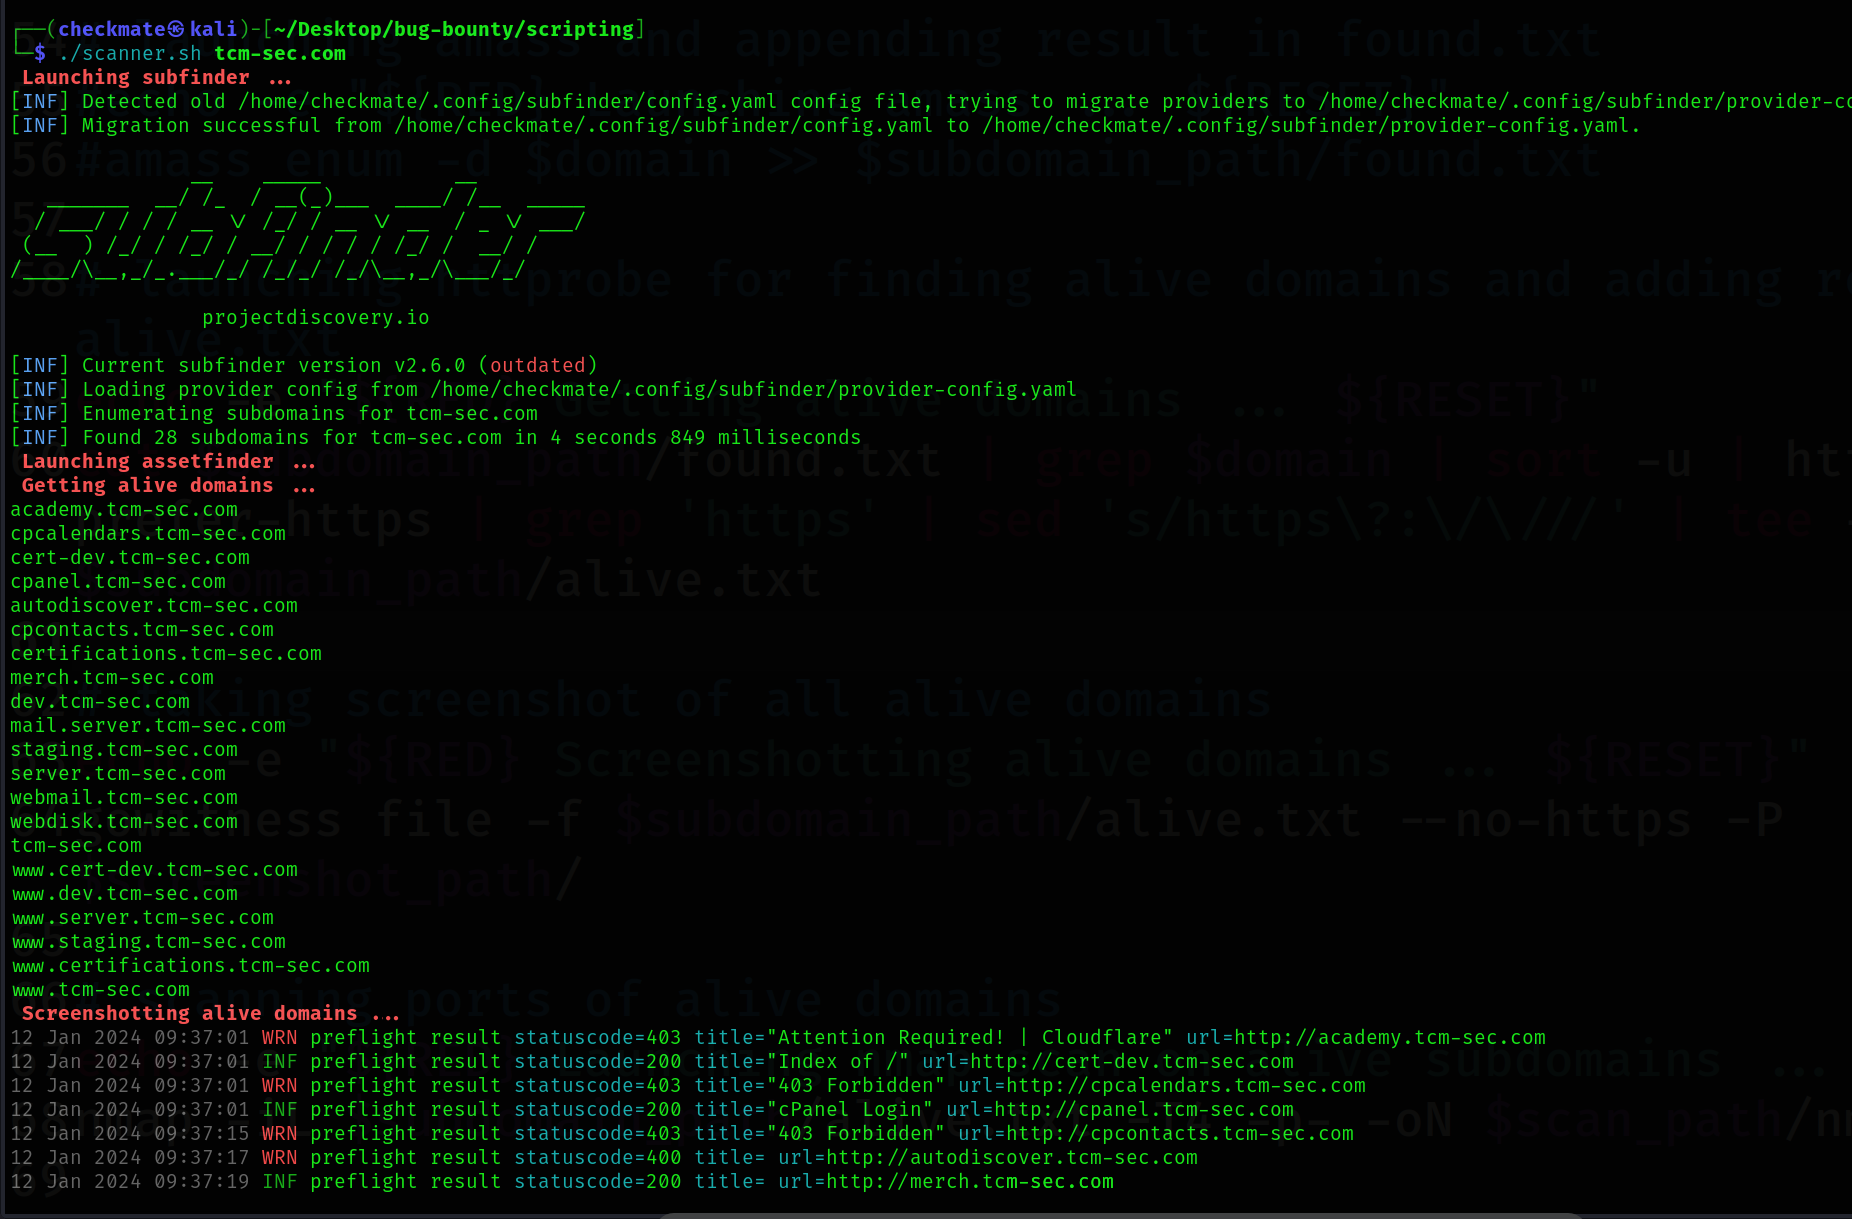 ┌──(checkmate㉿kali)-[~/Desktop/bug-bounty/scripting]
└─$ ./scanner.sh tcm-sec.com
Launching subfinder ...
[INF] Detected old /home/checkmate/.config/subfinder/config.yaml config file, trying to migrate providers to /home/checkmate/.config/subfinder/provider-co
[INF] Migration successful from /home/checkmate/.config/subfinder/config.yaml to /home/checkmate/.config/subfinder/provider-config.yaml.
56 #amass enum -d $domain >> $subdomain_path/found.txt
57
subfinder
projectdiscovery.io
[INF] Current subfinder version v2.6.0 (outdated)
[INF] Loading provider config from /home/checkmate/.config/subfinder/provider-config.yaml
[INF] Enumerating subdomains for tcm-sec.com
[INF] Found 28 subdomains for tcm-sec.com in 4 seconds 849 milliseconds
Launching assetfinder ...
Getting alive domains ...
academy.tcm-sec.com
cpcalendars.tcm-sec.com
cert-dev.tcm-sec.com
cpanel.tcm-sec.com
autodiscover.tcm-sec.com
cpcontacts.tcm-sec.com
certifications.tcm-sec.com
merch.tcm-sec.com
dev.tcm-sec.com
mail.server.tcm-sec.com
staging.tcm-sec.com
server.tcm-sec.com
webmail.tcm-sec.com
webdisk.tcm-sec.com
tcm-sec.com
www.cert-dev.tcm-sec.com
www.dev.tcm-sec.com
www.server.tcm-sec.com
www.staging.tcm-sec.com
www.certifications.tcm-sec.com
www.tcm-sec.com
Screenshotting alive domains ...
12 Jan 2024 09:37:01 WRN preflight result statuscode=403 title="Attention Required! | Cloudflare" url=http://academy.tcm-sec.com
12 Jan 2024 09:37:01 INF preflight result statuscode=200 title="Index of /" url=http://cert-dev.tcm-sec.com
12 Jan 2024 09:37:01 WRN preflight result statuscode=403 title="403 Forbidden" url=http://cpcalendars.tcm-sec.com
12 Jan 2024 09:37:01 INF preflight result statuscode=200 title="cPanel Login" url=http://cpanel.tcm-sec.com
12 Jan 2024 09:37:15 WRN preflight result statuscode=403 title="403 Forbidden" url=http://cpcontacts.tcm-sec.com
12 Jan 2024 09:37:17 WRN preflight result statuscode=400 title= url=http://autodiscover.tcm-sec.com
12 Jan 2024 09:37:19 INF preflight result statuscode=200 title= url=http://merch.tcm-sec.com